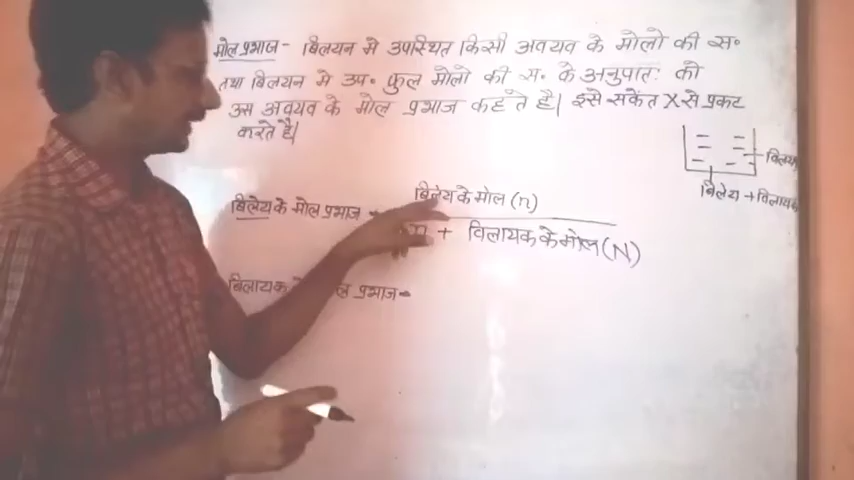 मोल प्रभाज - बिलयन मे उपस्थित किसी अवयव के मोलो की स॰
तथा बिलयन मे उप॰ कुल मोलो की स॰ के अनुपातः को
उस अवयव के मोल प्रभाज कहते है| इसे संकेत X से प्रकट
करते है|
बिलेय + विलायक
बिलेय के मोल प्रभाज = बिलेय के मोल (n)
n + विलायक के मोल (N)
बिलायक प्रभाज =